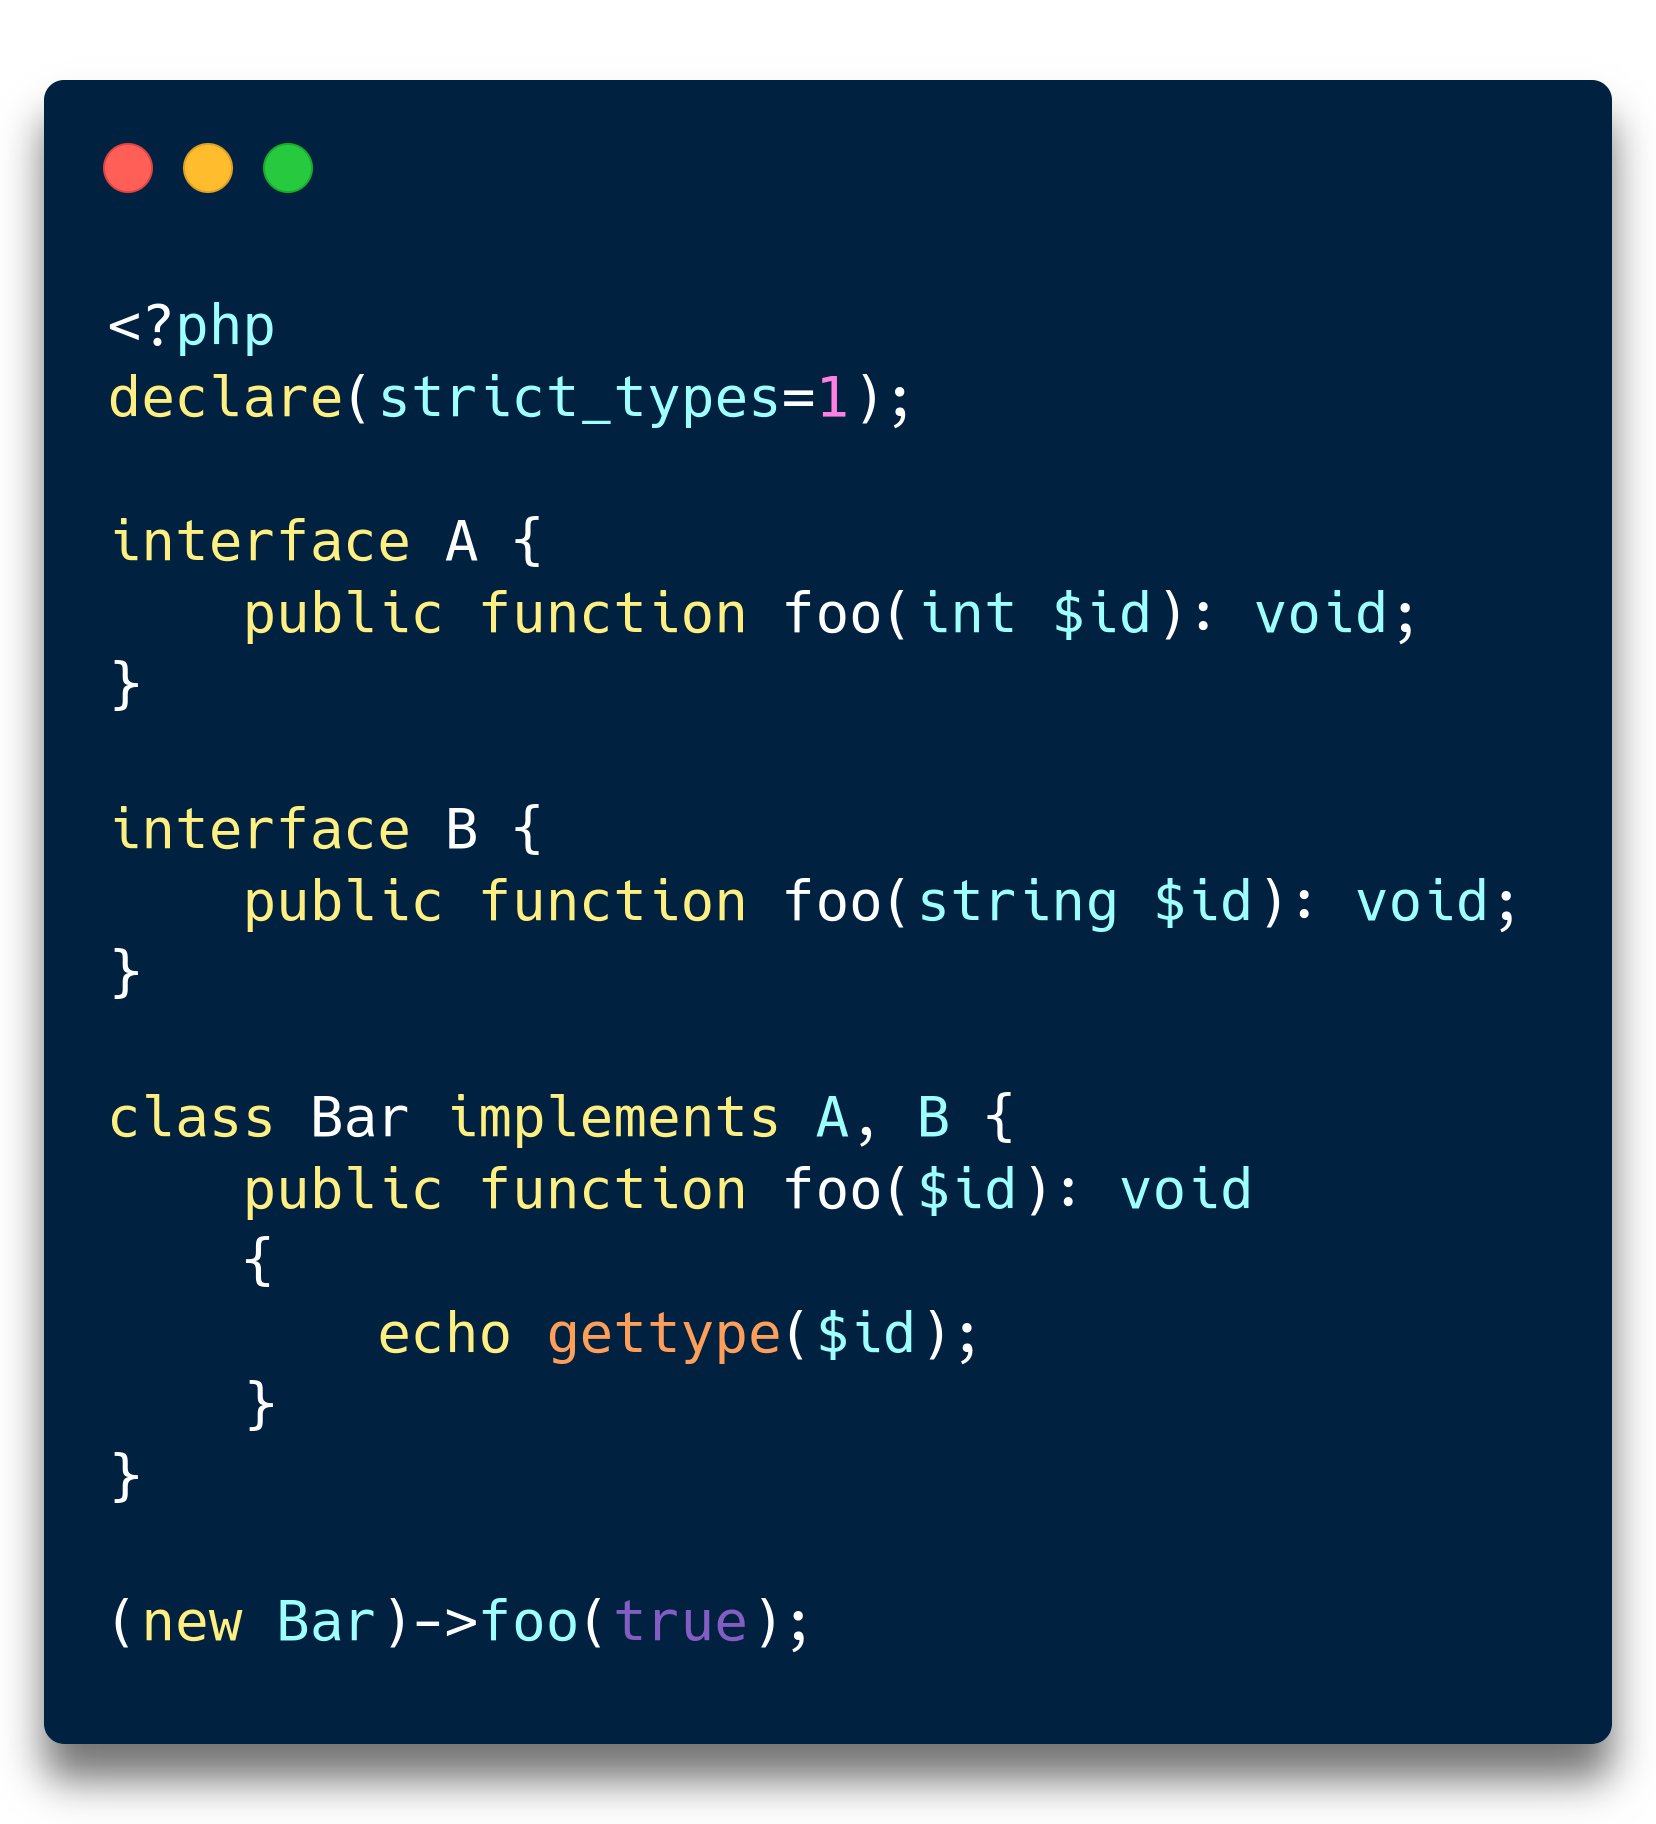 <?php
declare(strict_types=1);

interface A {
    public function foo(int $id): void;
}

interface B {
    public function foo(string $id): void;
}

class Bar implements A, B {
    public function foo($id): void
    {
        echo gettype($id);
    }
}

(new Bar)->foo(true);